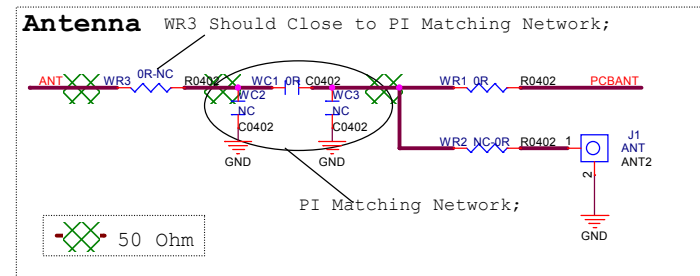 Antenna WR3 Should Close to PI Matching Network;
ANT WR3 0R-NC R0402 WC1 0R C0402 WR1 0R R0402 PCBANT
WC2 WC3
NC NC
C0402 C0402
GND GND
WR2 NC-0R R0402 1 J1
ANT
ANT2
2
GND
PI Matching Network;
50 Ohm